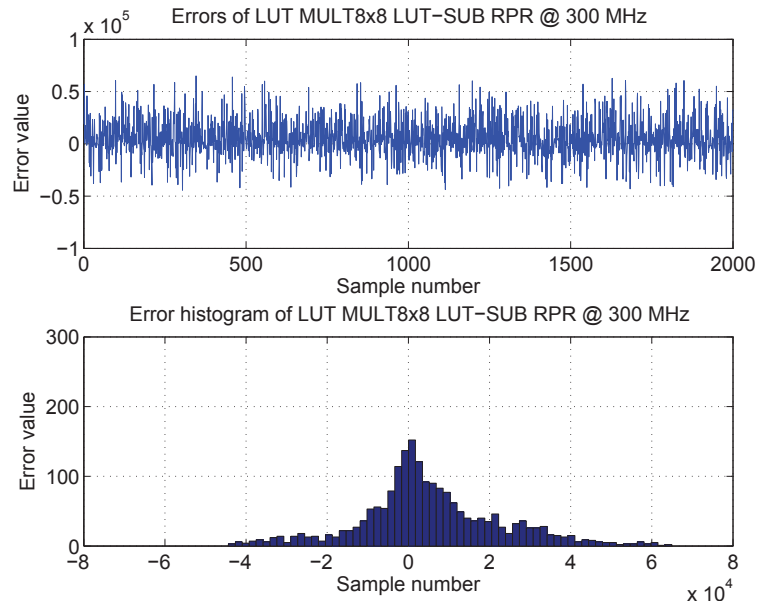 x 10^5
Errors of LUT MULT8x8 LUT−SUB RPR @ 300 MHz
1
0.5
0
−0.5
−1
Error value
0 500 1000 1500 2000
Sample number
Error histogram of LUT MULT8x8 LUT−SUB RPR @ 300 MHz
300
200
100
0
Error value
−8 −6 −4 −2 0 2 4 6 8
Sample number
x 10^4